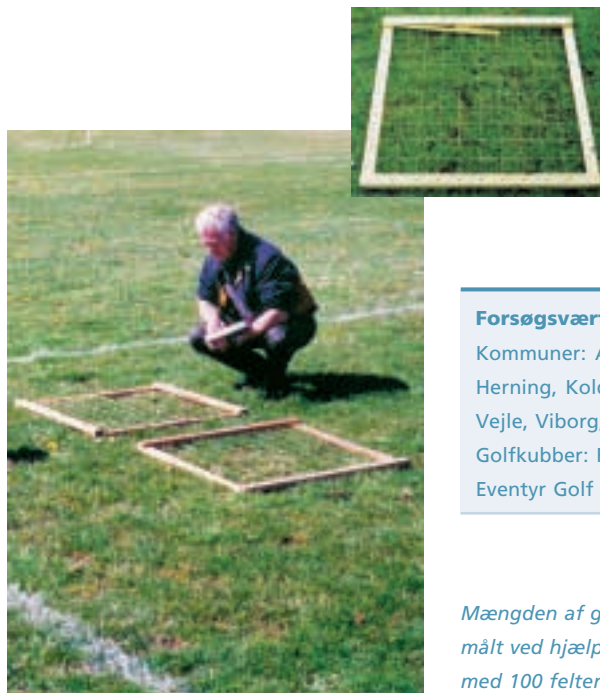 Forsøgsvært
Kommuner: A
Herning, Kold
Vejle, Viborg,
Golfkubber:
Eventyr Golf
Mængden af g
målt ved hjælp
med 100 felter